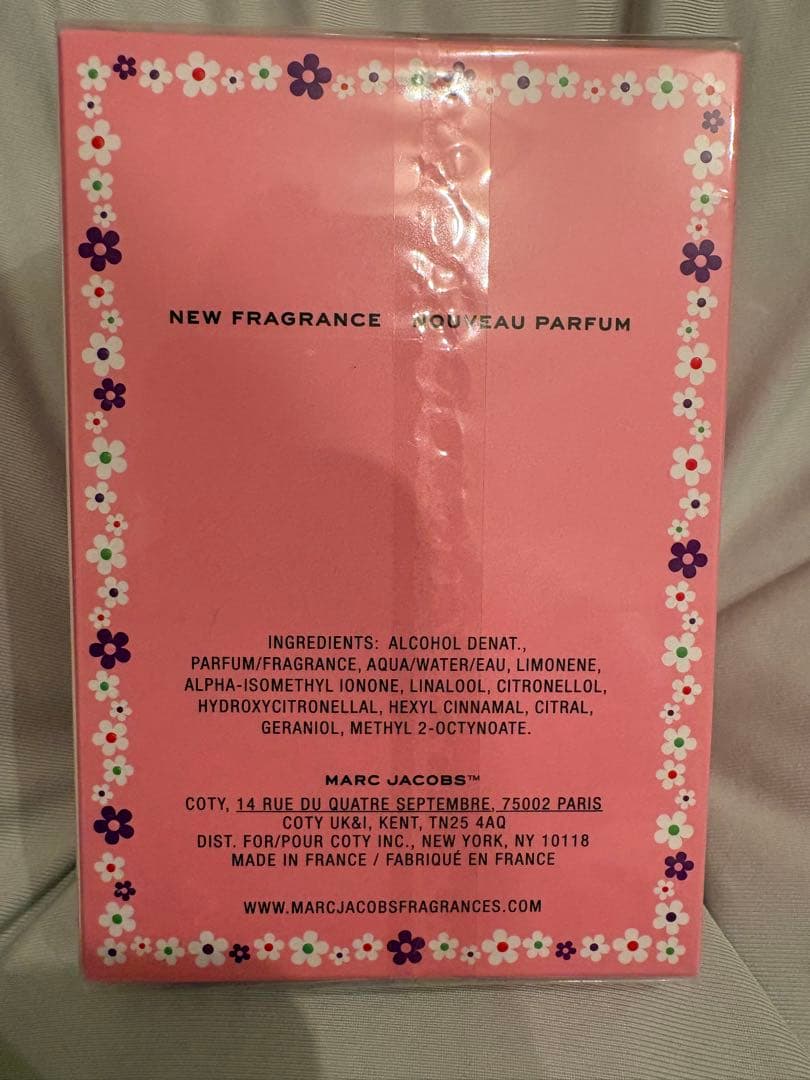 NEW FRAGRANCE NOUVEAU PARFUM
INGREDIENTS: ALCOHOL DENAT.,
PARFUM/FRAGRANCE, AQUA/WATER/EAU, LIMONENE,
ALPHA-ISOMETHYL IONONE, LINALOOL, CITRONELLOL,
HYDROXYCITRONELLAL, HEXYL CINNAMAL, CITRAL,
GERANIOL, METHYL 2-OCTYNOATE.
MARC JACOBS™
COTY, 14 RUE DU QUATRE SEPTEMBRE, 75002 PARIS
COTY UK&I, KENT, TN25 4AQ
DIST. FOR/POUR COTY INC., NEW YORK, NY 10118
MADE IN FRANCE / FABRIQUÉ EN FRANCE
WWW.MARCJACOBSFRAGRANCES.COM